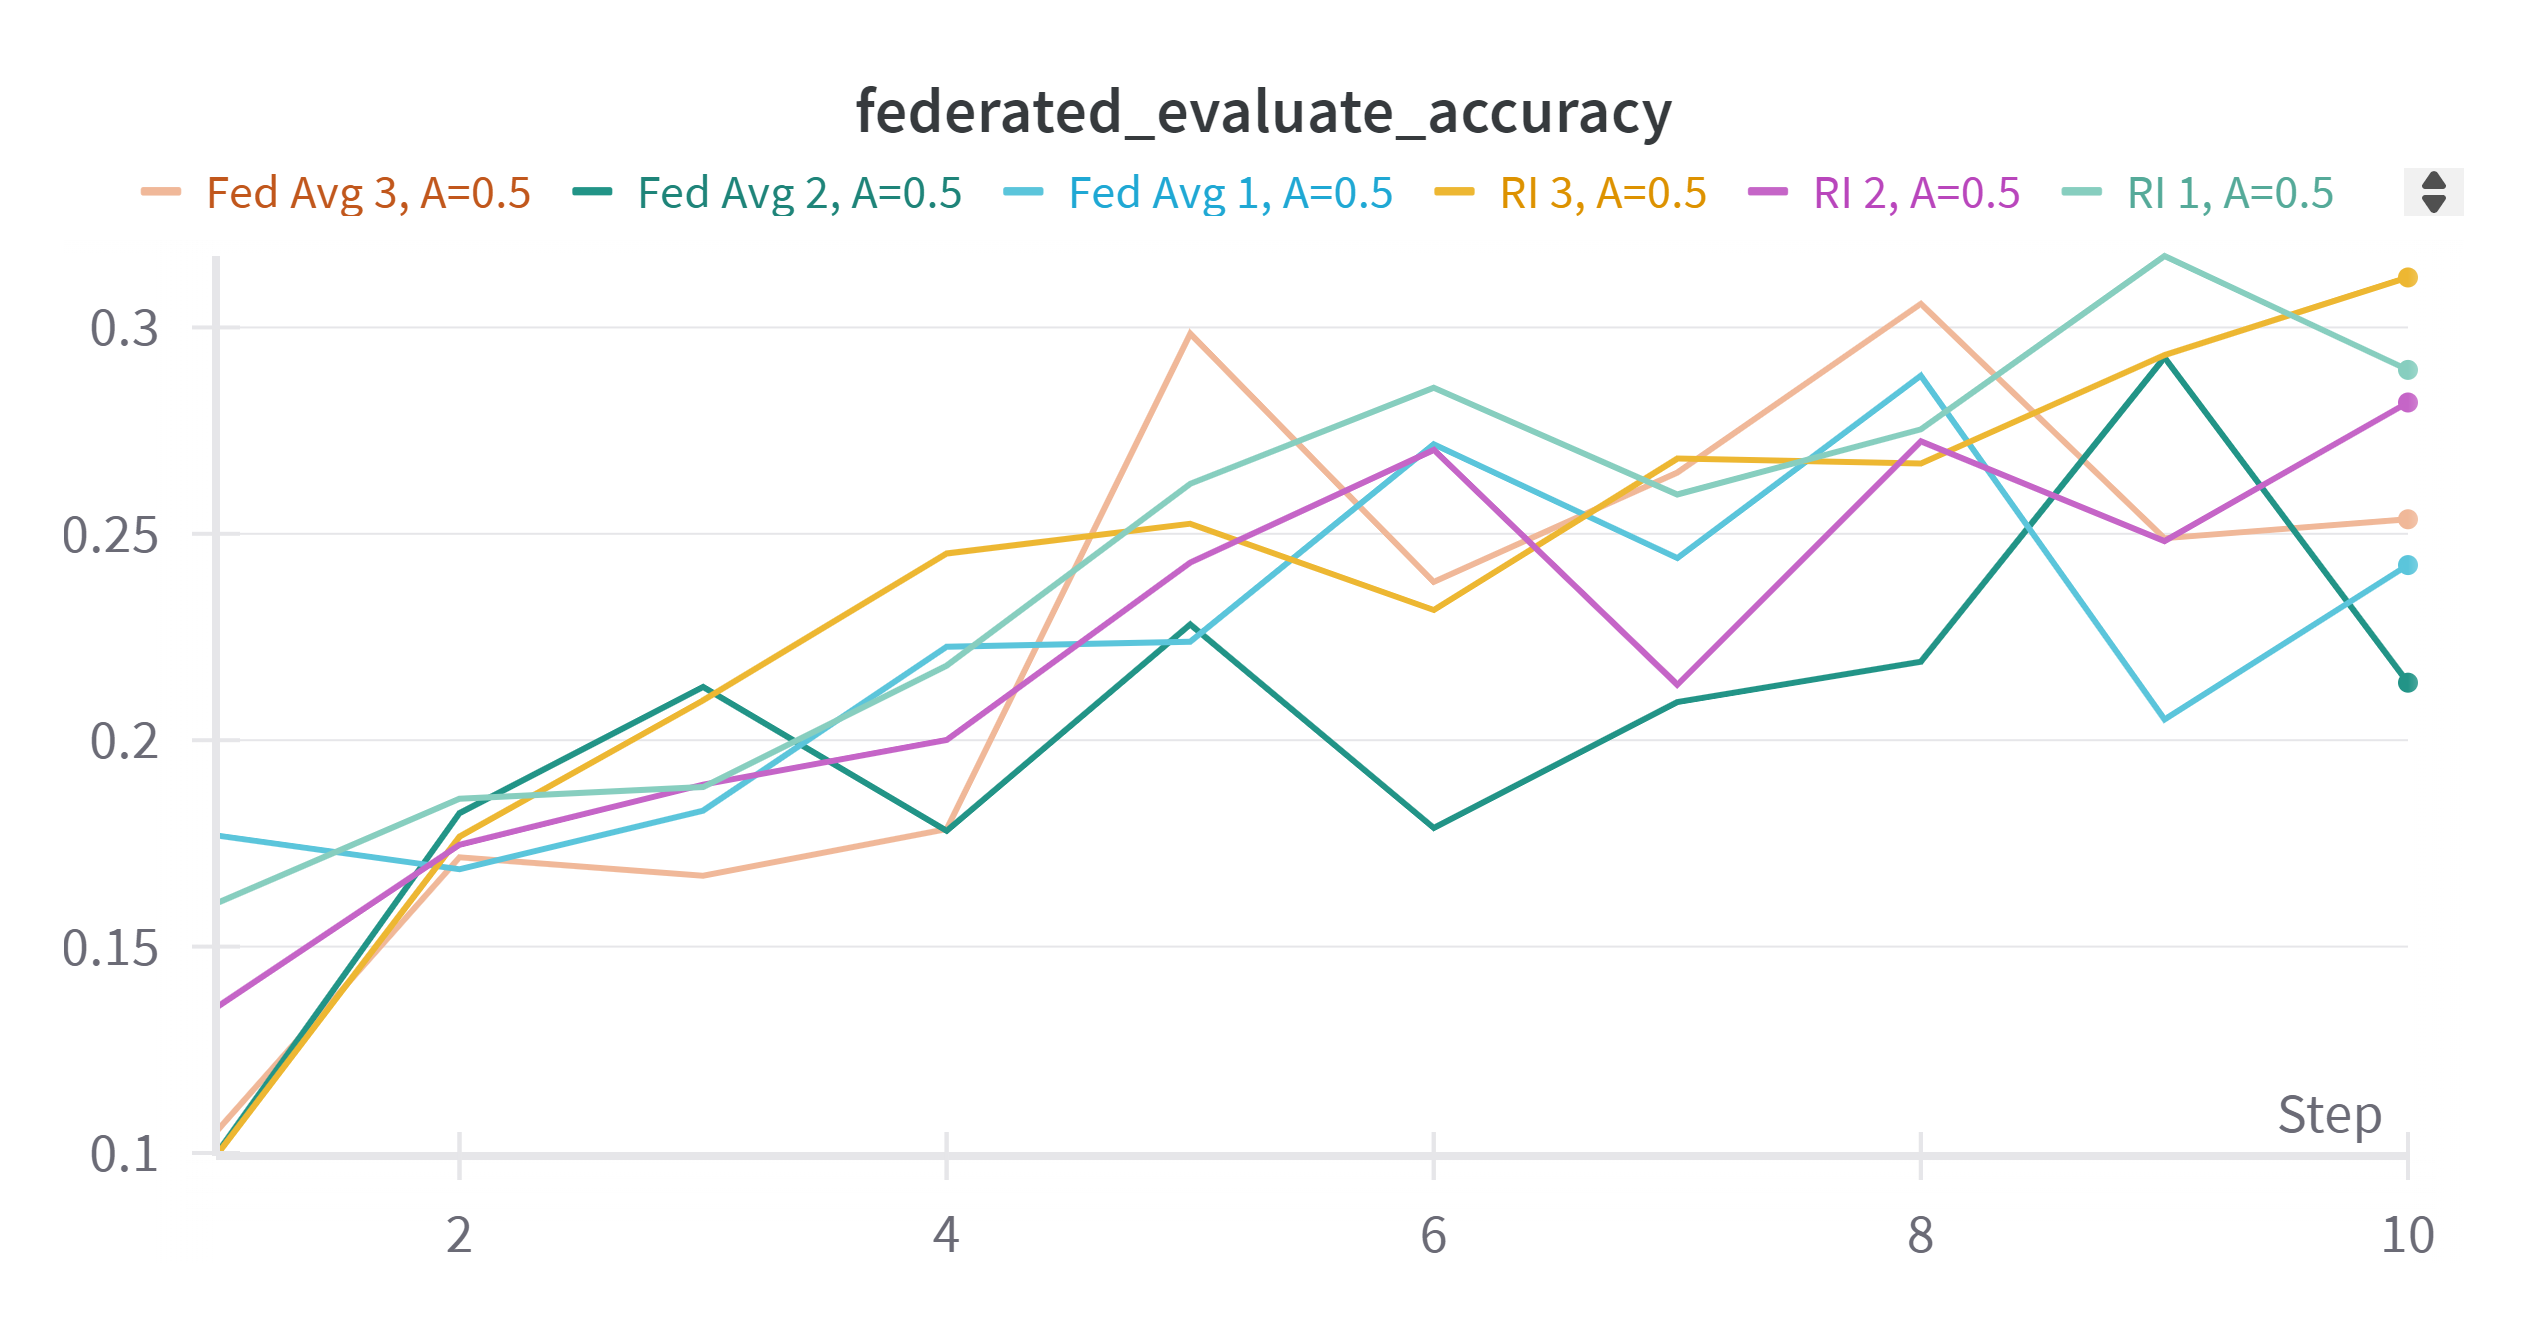 federated_evaluate_accuracy
Fed Avg 3, A=0.5 Fed Avg 2, A=0.5 Fed Avg 1, A=0.5 RI 3, A=0.5 RI 2, A=0.5 RI 1, A=0.5
0.3
0.25
0.2
0.15
Step
0.1
2 4 6 8 10